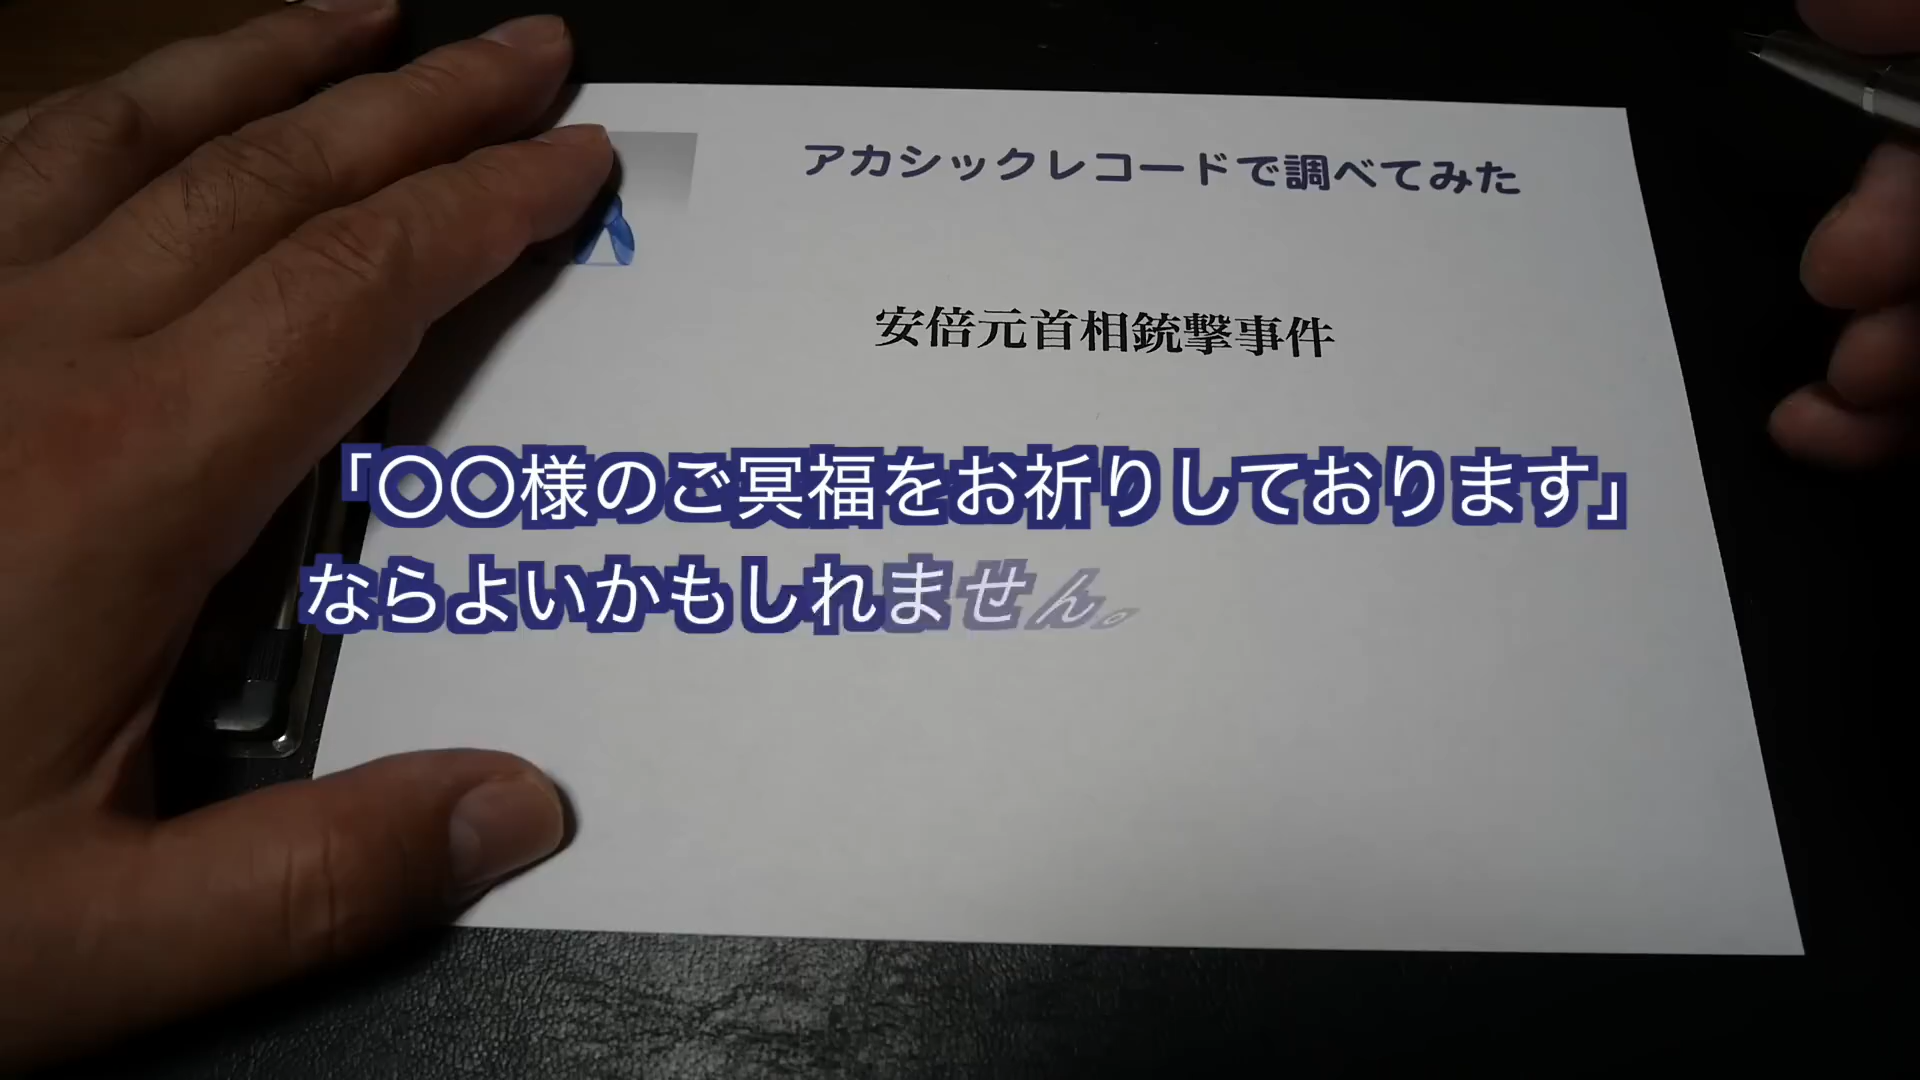 アカシックレコードで調べてみた
安倍元首相銃撃事件
「〇〇様のご冥福をお祈りしております」
ならよいかもしれません。